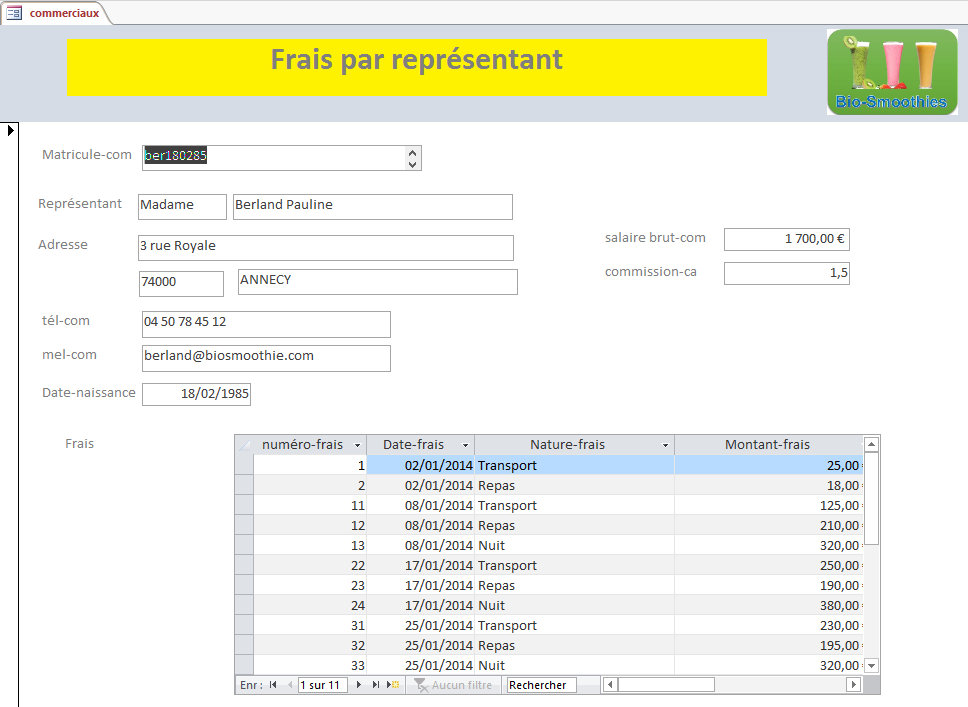 commerciaux
Frais par représentant
Bio-Smoothies
Matricule-com ber180285
Représentant Madame Berland Pauline
Adresse 3 rue Royale
salaire brut-com 1 700,00 €
74000 ANNECY
commission-ca 1,5
tél-com 04 50 78 45 12
mel-com berland@biosmoothie.com
Date-naissance 18/02/1985
Frais
numéro-frais Date-frais Nature-frais Montant-frais
1 02/01/2014 Transport 25,00
2 02/01/2014 Repas 18,00
11 08/01/2014 Transport 125,00
12 08/01/2014 Repas 210,00
13 08/01/2014 Nuit 320,00
22 17/01/2014 Transport 250,00
23 17/01/2014 Repas 190,00
24 17/01/2014 Nuit 380,00
31 25/01/2014 Transport 230,00
32 25/01/2014 Repas 195,00
33 25/01/2014 Nuit 320,00
Enr : 1 sur 11 Aucun filtre Rechercher